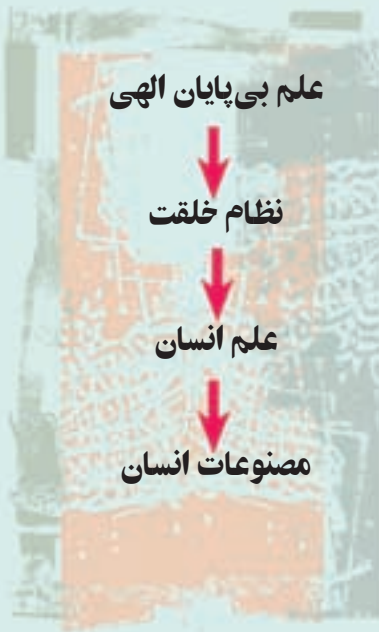 علم بی‌پایان الهی
نظام خلقت
علم انسان
مصنوعات انسان